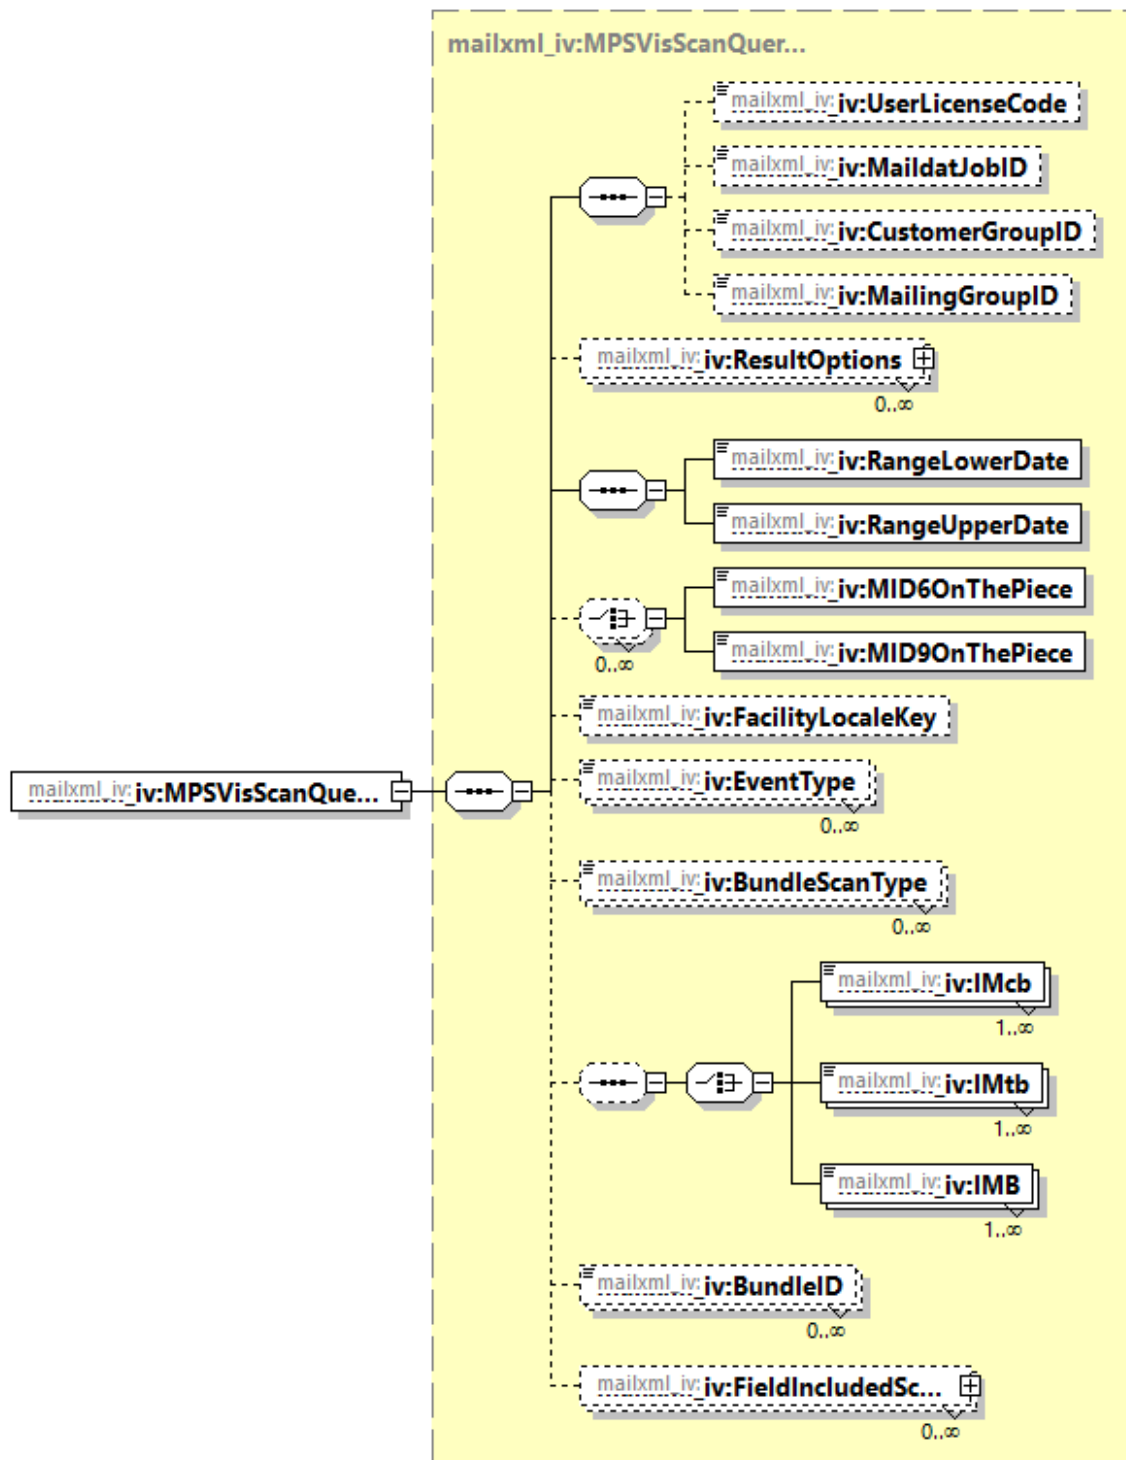 mailxml_iv:MPSVisScanQuer...
mailxml_iv:iv:UserLicenseCode
mailxml_iv:iv:MaildatJobID
mailxml_iv:iv:CustomerGroupID
mailxml_iv:iv:MailingGroupID
mailxml_iv:iv:ResultOptions
0..∞
mailxml_iv:iv:RangeLowerDate
mailxml_iv:iv:RangeUpperDate
mailxml_iv:iv:MID6OnThePiece
0..∞
mailxml_iv:iv:MID9OnThePiece
mailxml_iv:iv:FacilityLocaleKey
mailxml_iv:iv:MPSVisScanQue...
mailxml_iv:iv:EventType
0..∞
mailxml_iv:iv:BundleScanType
0..∞
mailxml_iv:iv:IMcb
1..∞
mailxml_iv:iv:IMtb
1..∞
mailxml_iv:iv:IMB
1..∞
mailxml_iv:iv:BundleID
0..∞
mailxml_iv:iv:FieldIncludedSc...
0..∞